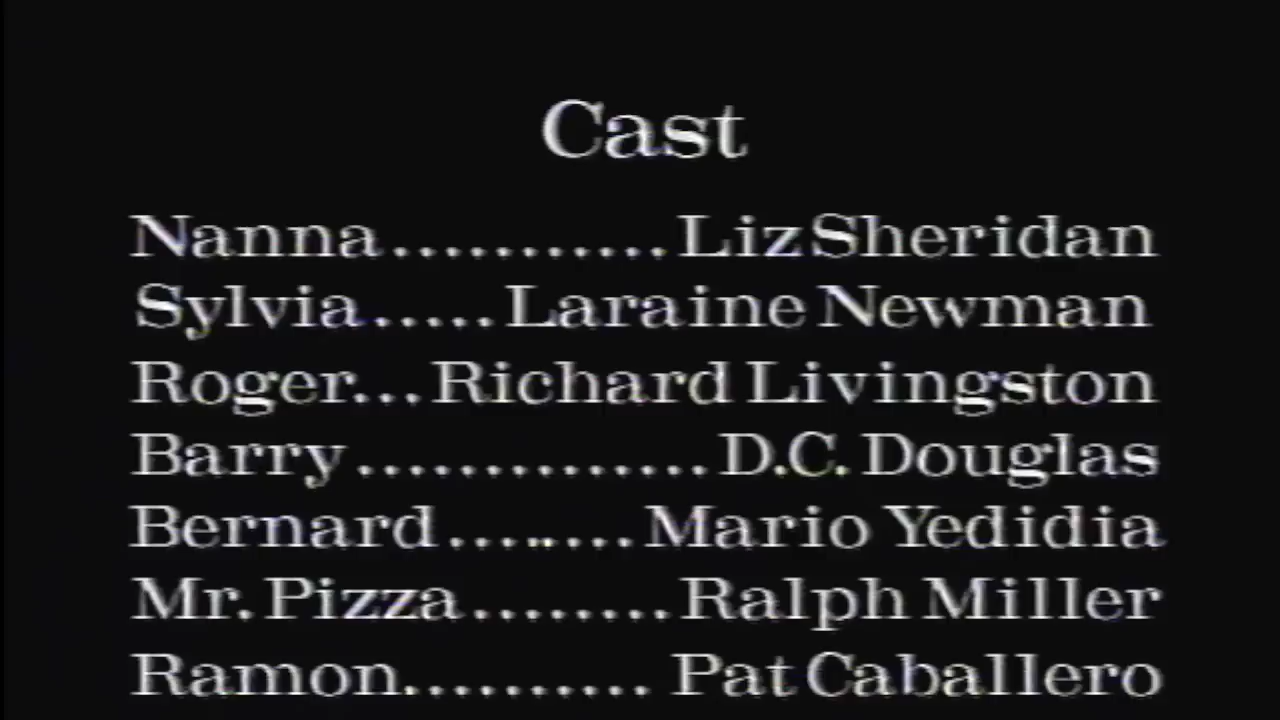 Cast
Nanna...........Liz Sheridan
Sylvia.....Laraine Newman
Roger...Richard Livingston
Barry..............D.C. Douglas
Bernard........Mario Yedidia
Mr. Pizza........Ralph Miller
Ramon.......... Pat Caballero